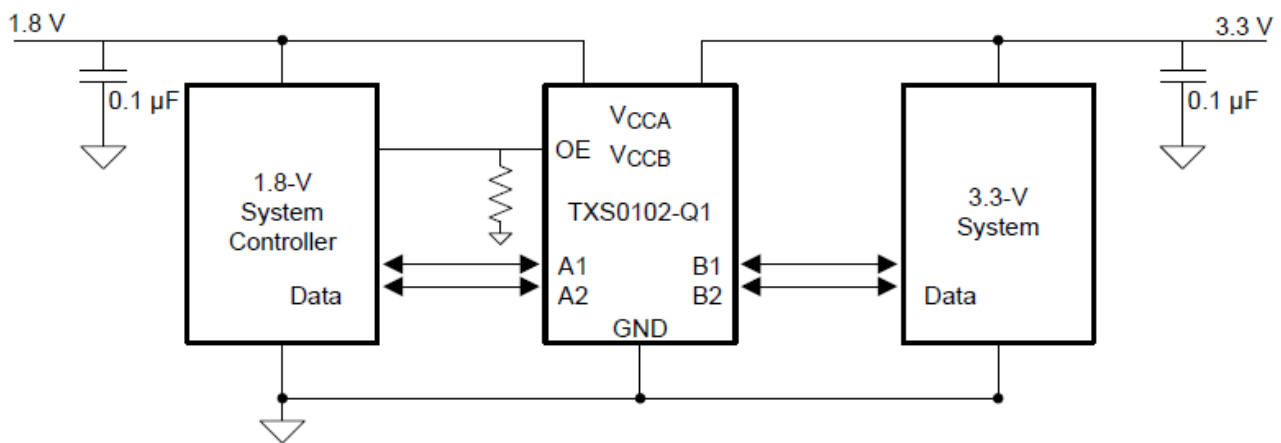 1.8 V
3.3 V
0.1 µF
0.1 µF
VCCA
OE
VCCB
1.8-V
System
Controller
TXS0102-Q1
3.3-V
System
A1
B1
A2
B2
Data
Data
GND